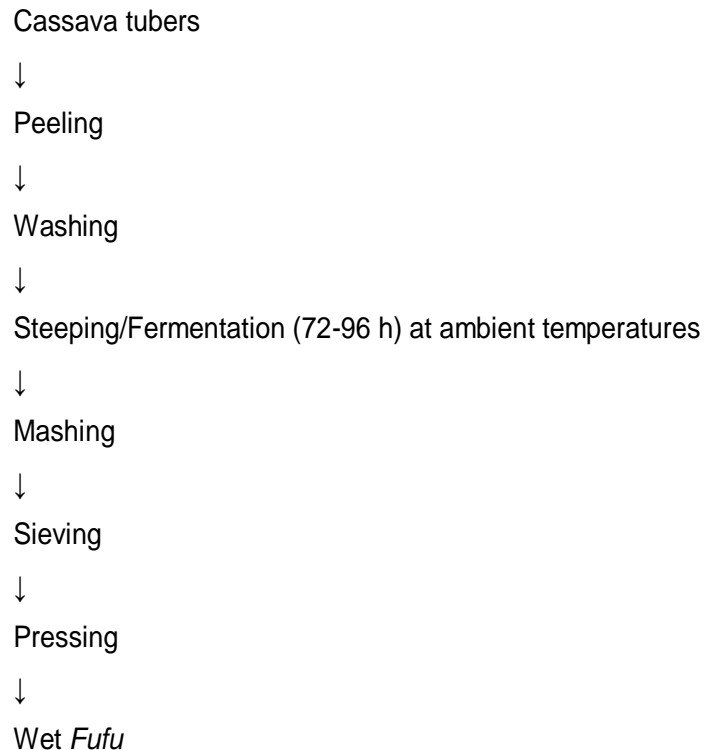 Cassava tubers
↓
Peeling
↓
Washing
↓
Steeping/Fermentation (72-96 h) at ambient temperatures
↓
Mashing
↓
Sieving
↓
Pressing
↓
Wet Fufu